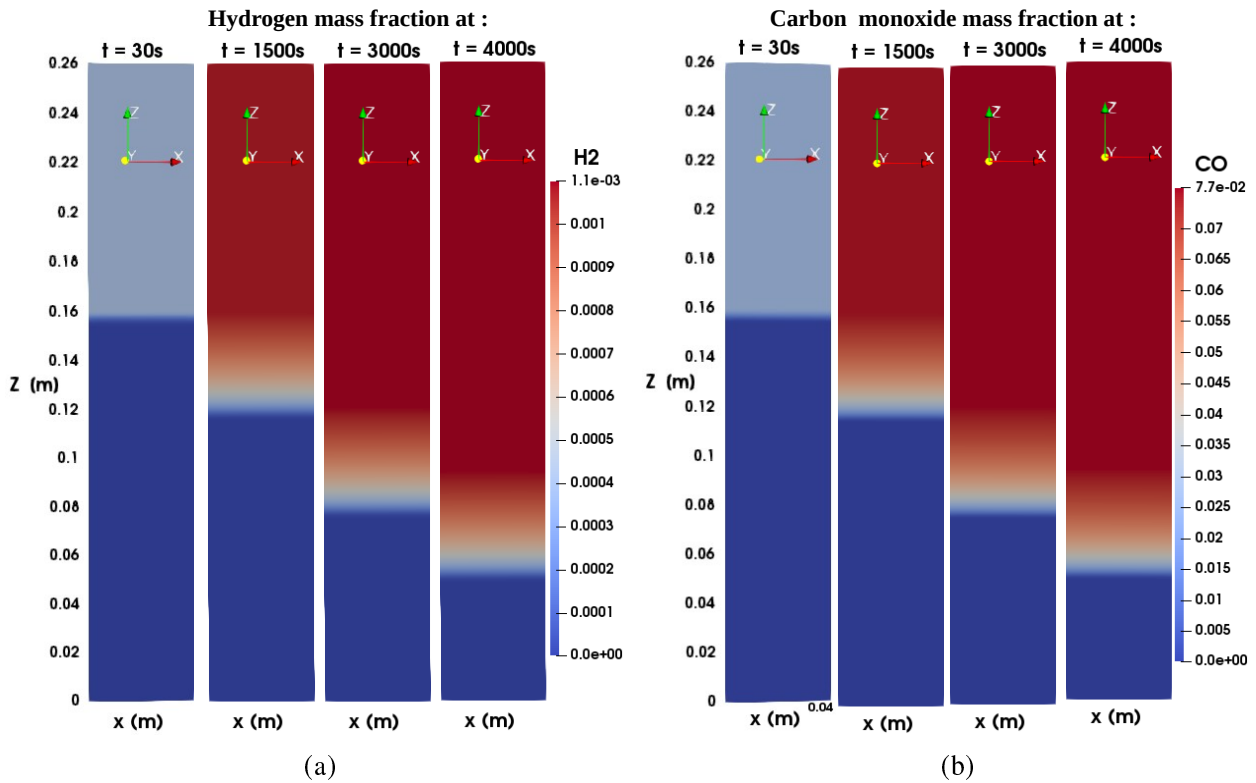 Hydrogen mass fraction at :
t = 30s t = 1500s t = 3000s t = 4000s
0.26
0.24
0.22
0.2
0.18
0.16
0.14
Z (m)
0.12
0.1
0.08
0.06
0.04
0.02
0
Z Z Z Z
Y X Y X Y X Y X
H2
1.1e-03
0.001
0.0009
0.0008
0.0007
0.0006
0.0005
0.0004
0.0003
0.0002
0.0001
0.0e+00
x (m) x (m) x (m) x (m)
(a)
Carbon monoxide mass fraction at :
t = 30s t = 1500s t = 3000s t = 4000s
0.26
0.24
0.22
0.2
0.18
0.16
0.14
Z (m)
0.12
0.1
0.08
0.06
0.04
0.02
0
Z Z Z Z
Y X Y X Y X Y X
CO
7.7e-02
0.07
0.065
0.06
0.055
0.05
0.045
0.04
0.035
0.03
0.025
0.02
0.015
0.01
0.005
0.0e+00
0.04
x (m) x (m) x (m) x (m)
(b)